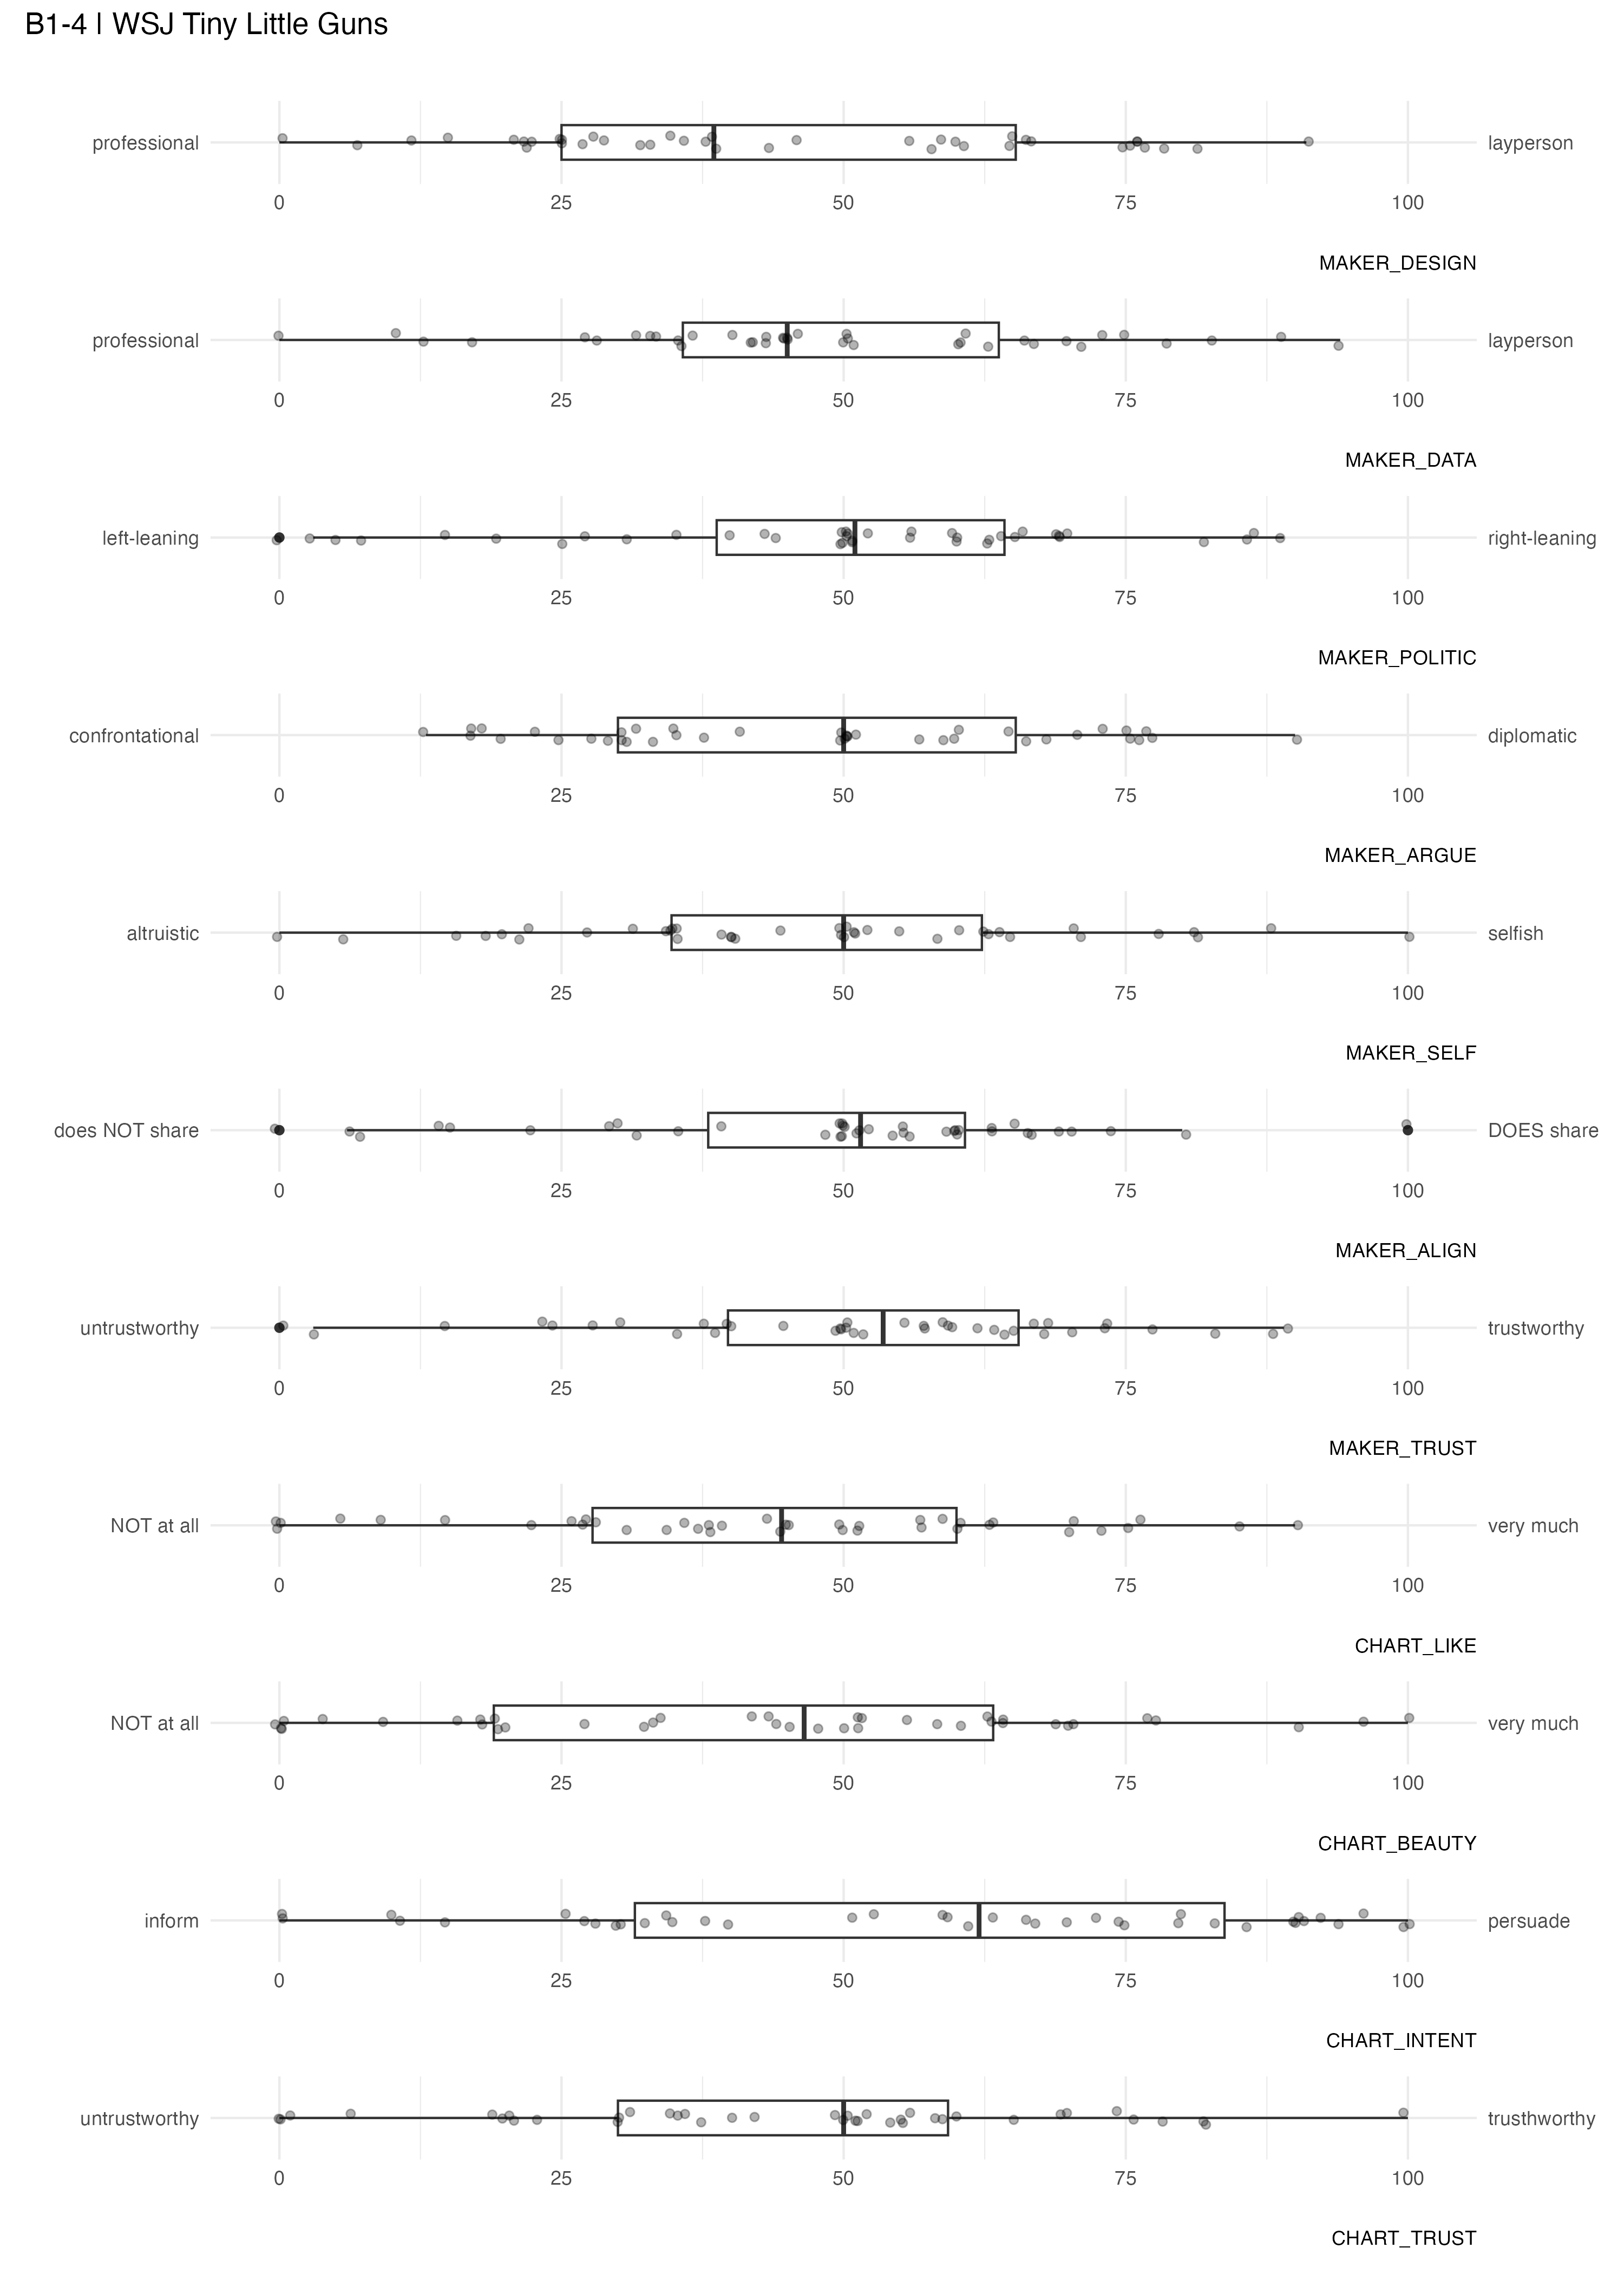 B1-4 | WSJ Tiny Little Guns
professional layperson
0 25 50 75 100
MAKER_DESIGN
professional layperson
0 25 50 75 100
MAKER_DATA
left-leaning right-leaning
0 25 50 75 100
MAKER_POLITIC
confrontational diplomatic
0 25 50 75 100
MAKER_ARGUE
altruistic selfish
0 25 50 75 100
MAKER_SELF
does NOT share DOES share
0 25 50 75 100
MAKER_ALIGN
untrustworthy trustworthy
0 25 50 75 100
MAKER_TRUST
NOT at all very much
0 25 50 75 100
CHART_LIKE
NOT at all very much
0 25 50 75 100
CHART_BEAUTY
inform persuade
0 25 50 75 100
CHART_INTENT
untrustworthy trusthworthy
0 25 50 75 100
CHART_TRUST